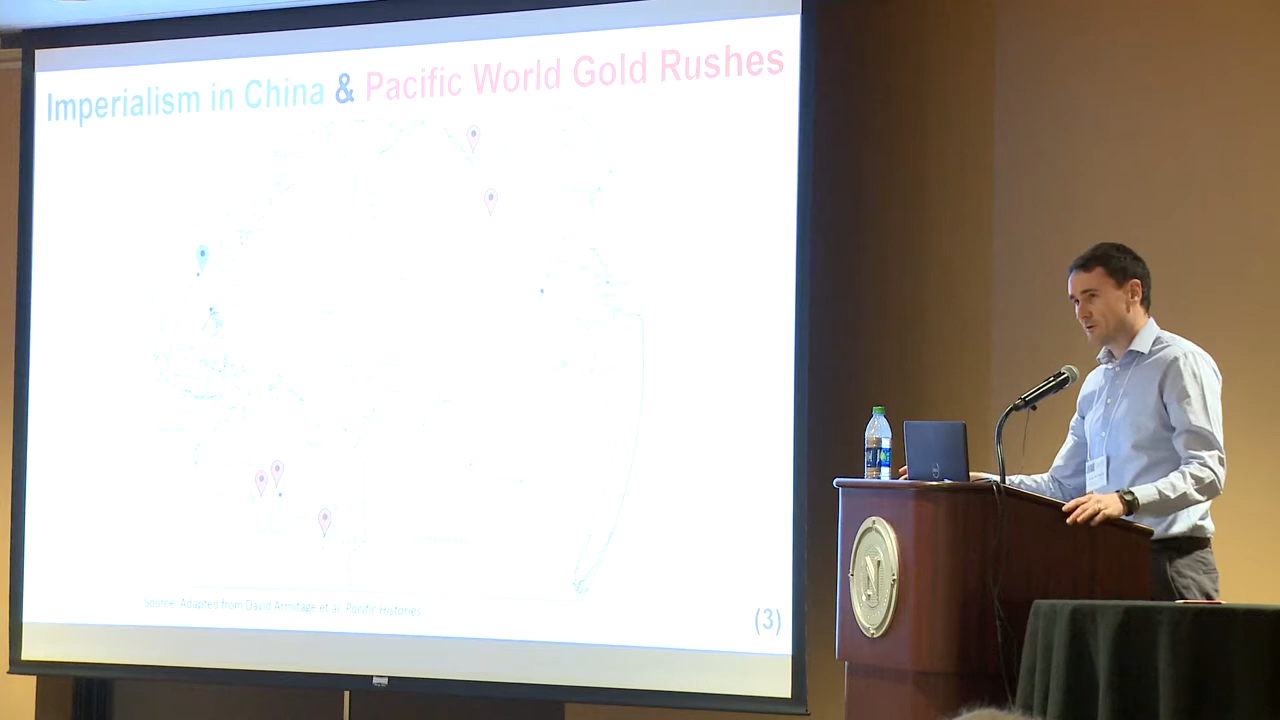 Imperialism in China & Pacific World Gold Rushes
Source: Adapted from David Armitage et al. Pacific Histories
(3)
N